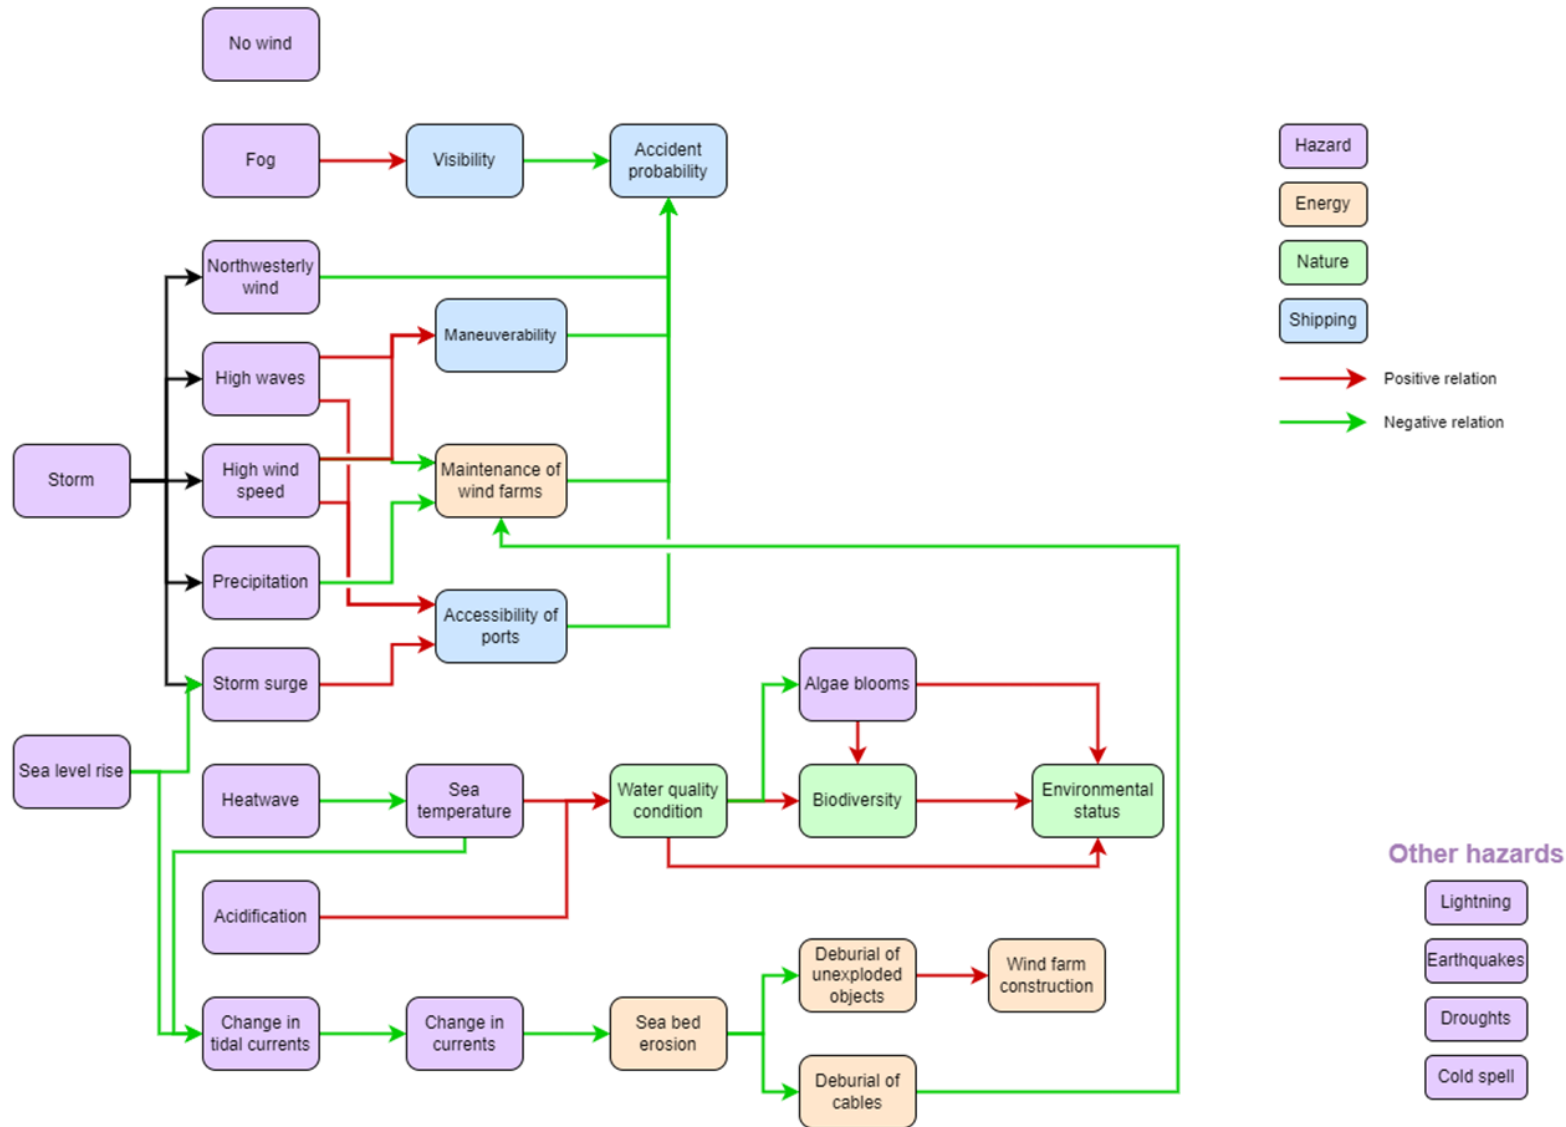 No wind
Fog
Visibility
Accident
probability
Hazard
Energy
Nature
Shipping
Positive relation
Negative relation
Northwesterly
wind
Maneuverability
High waves
Storm
High wind
speed
Maintenance of
wind farms
Precipitation
Accessibility of
ports
Storm surge
Algae blooms
Sea level rise
Heatwave
Sea
temperature
Water quality
condition
Biodiversity
Environmental
status
Acidification
Other hazards
Lightning
Earthquakes
Droughts
Cold spell
Deburial of
unexploded
objects
Wind farm
construction
Change in
tidal currents
Change in
currents
Sea bed
erosion
Deburial of
cables